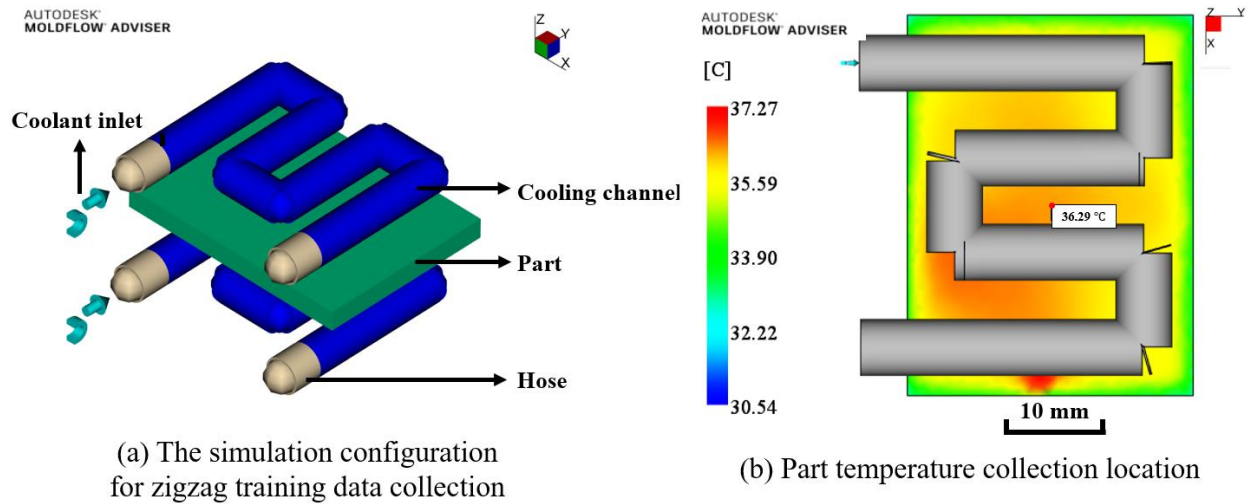 AUTODESK®
MOLDFLOW® ADVISER
Z
Y
X
Coolant inlet
Cooling channel
Part
Hose
(a) The simulation configuration
for zigzag training data collection
AUTODESK®
MOLDFLOW® ADVISER
Z Y
X
[C]
37.27
35.59
33.90
32.22
30.54
36.29 °C
10 mm
(b) Part temperature collection location